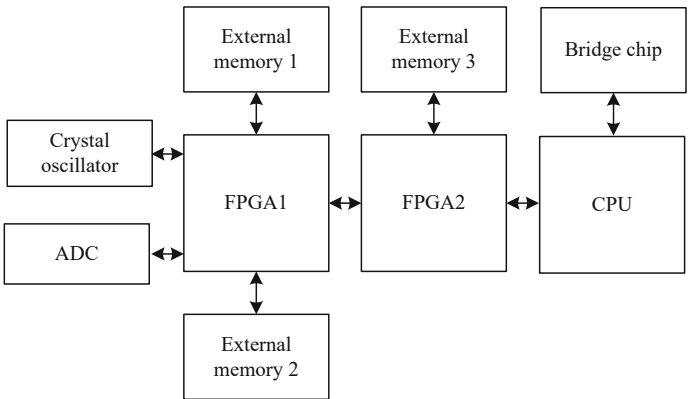 External
memory 1
External
memory 3
Bridge chip
Crystal
oscillator
FPGA1
FPGA2
CPU
ADC
External
memory 2